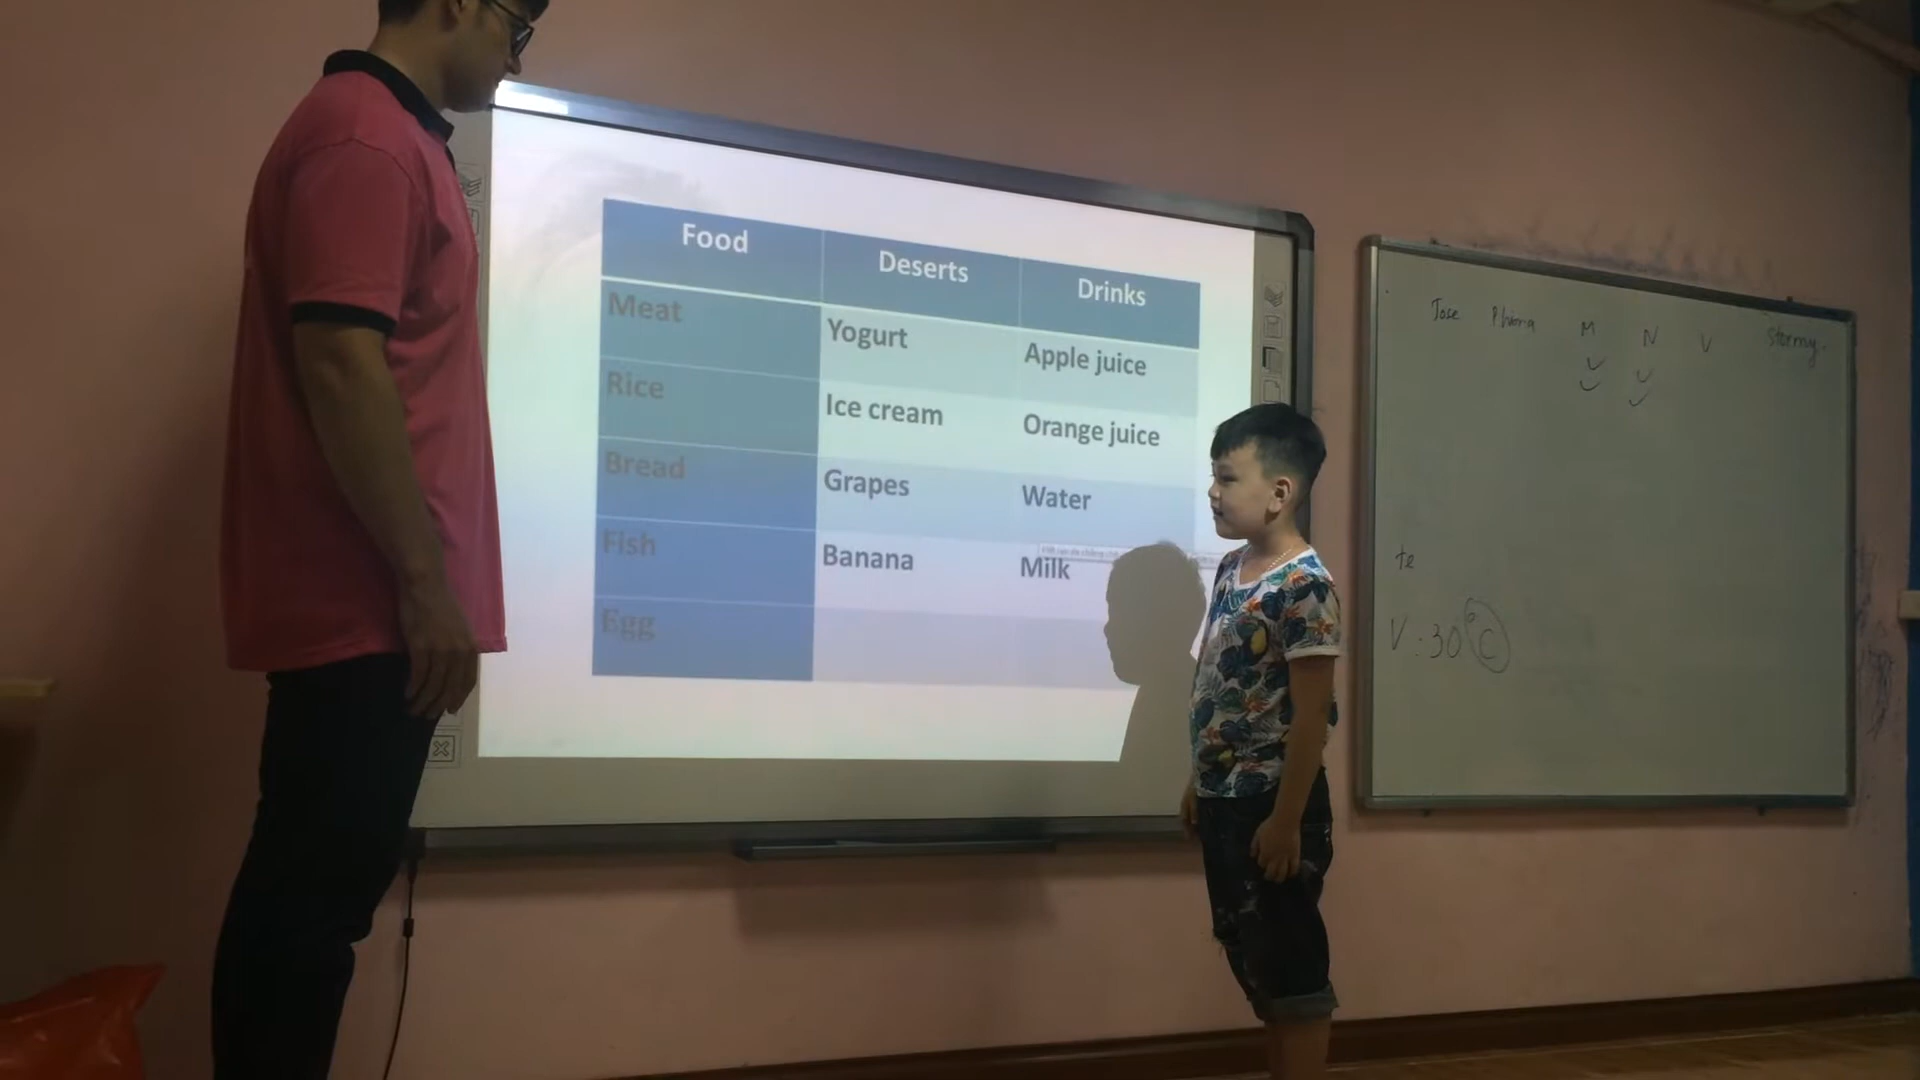 Food Deserts Drinks
Meat Yogurt Apple juice
Rice Ice cream Orange juice
Bread Grapes Water
Fish Banana Milk
Egg
Jose M N V Stormy.
te
V : 30°C